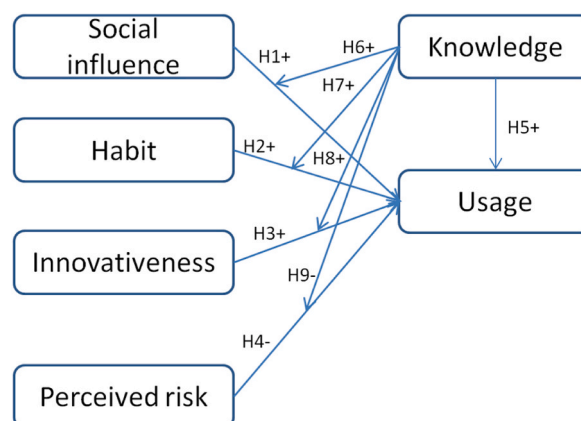 Social
influence
Knowledge
H1+
H6+
H7+
H5+
Habit
H2+
H8+
Usage
H3+
Innovativeness
H9-
H4-
Perceived risk